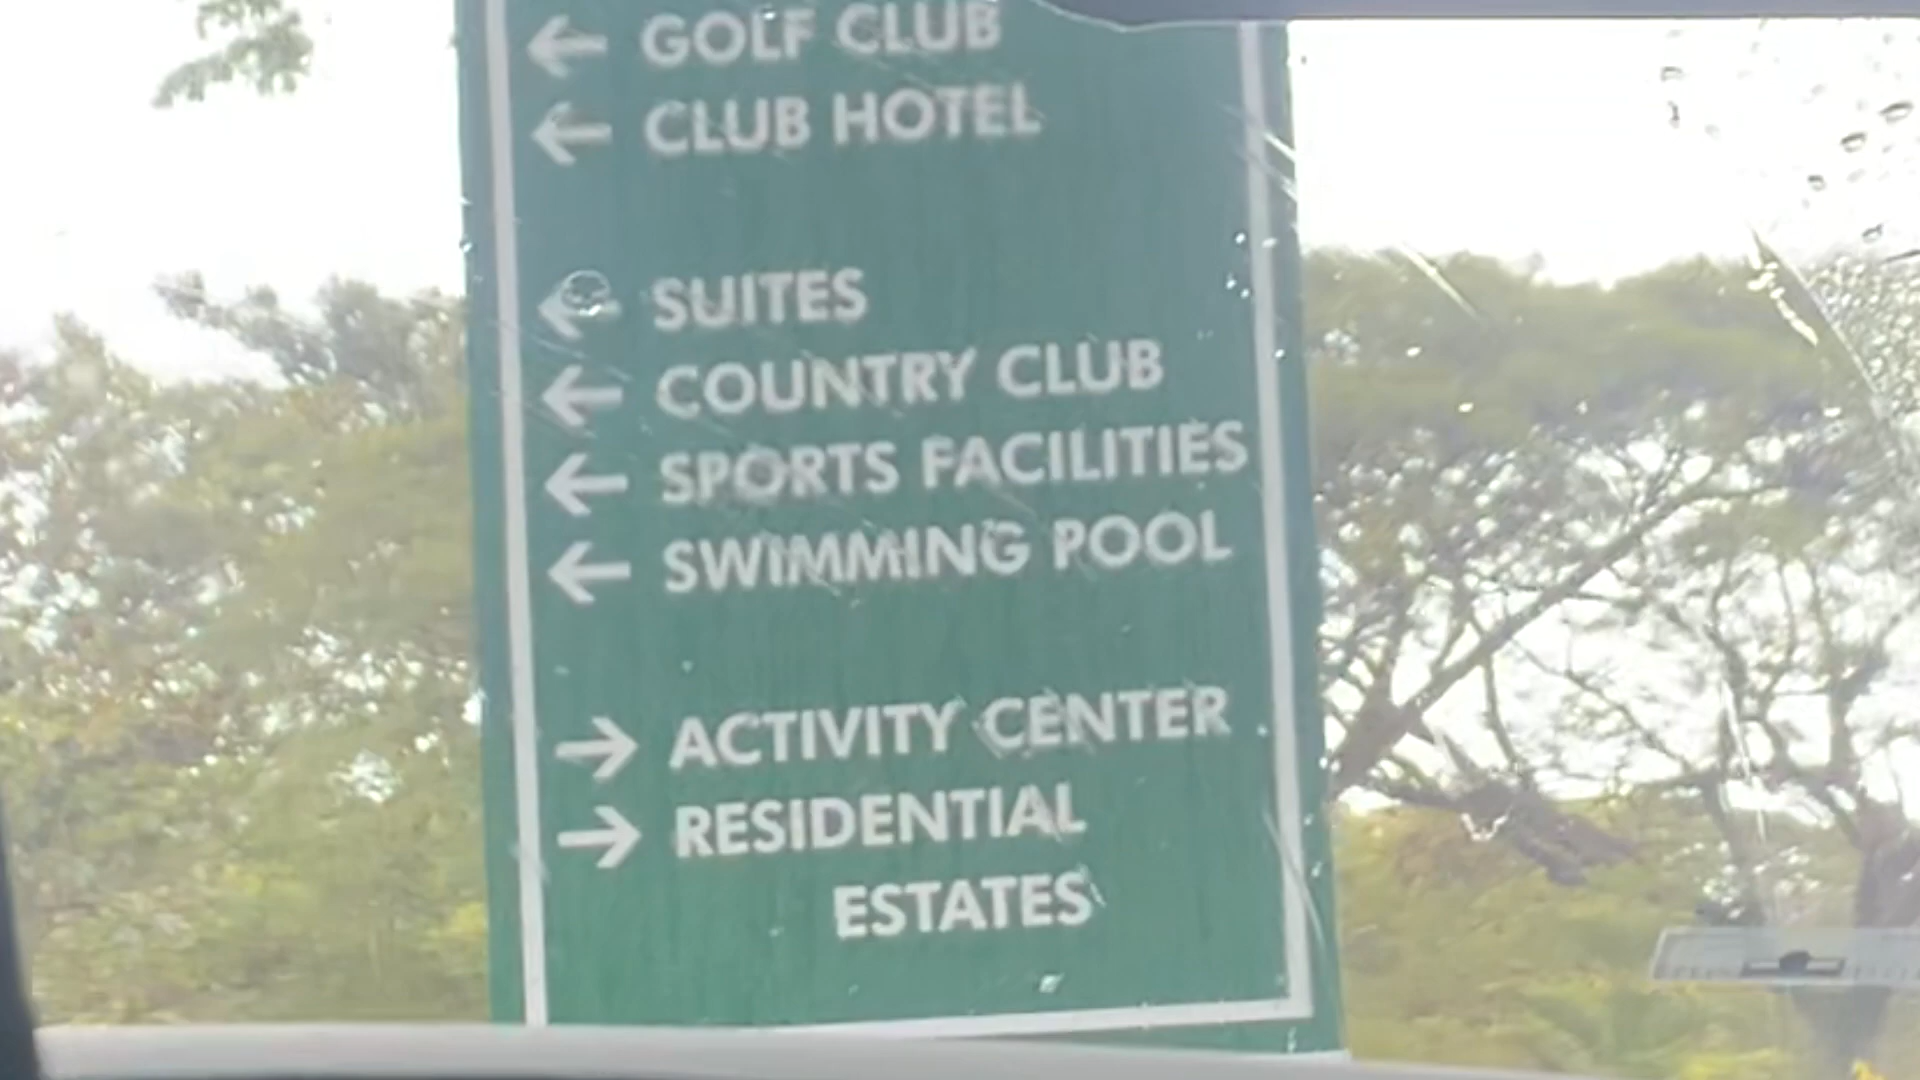 ← GOLF CLUB
← CLUB HOTEL
← SUITES
← COUNTRY CLUB
← SPORTS FACILITIES
← SWIMMING POOL
→ ACTIVITY CENTER
→ RESIDENTIAL
ESTATES